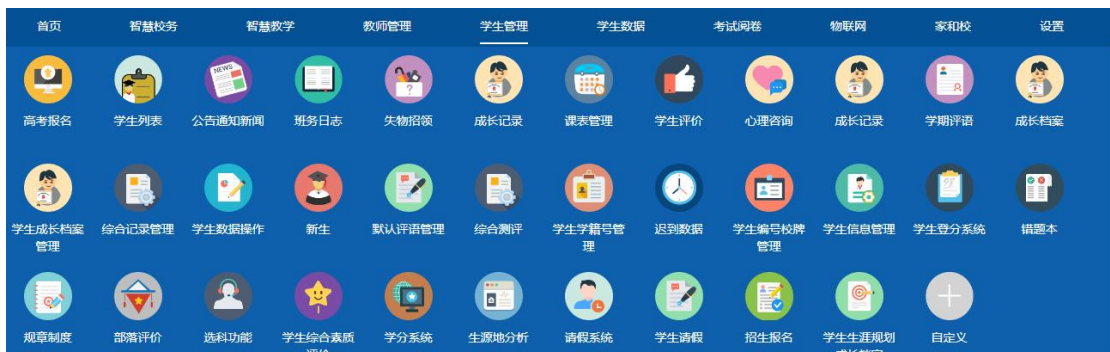 首页 智慧校务 智慧教学 教师管理 学生管理 学生数据 考试阅卷 物联网 家和校 设置
NEWS
高考报名 学生列表 公告通知新闻 班务日志 失物招领 成长记录 课表管理 学生评价 心理咨询 成长记录 学期评语 成长档案
学生成长档案 综合记录管理 学生数据操作 新生 默认评语管理 综合测评 学生学籍号管 迟到数据 学生编号校牌 学生信息管理 学生登分系统 错题本
管理 理 管理
规章制度 部落评价 选科功能 学生综合素质 学分系统 生源地分析 请假系统 学生请假 招生报名 学生生涯规划 自定义
评价 成长档案